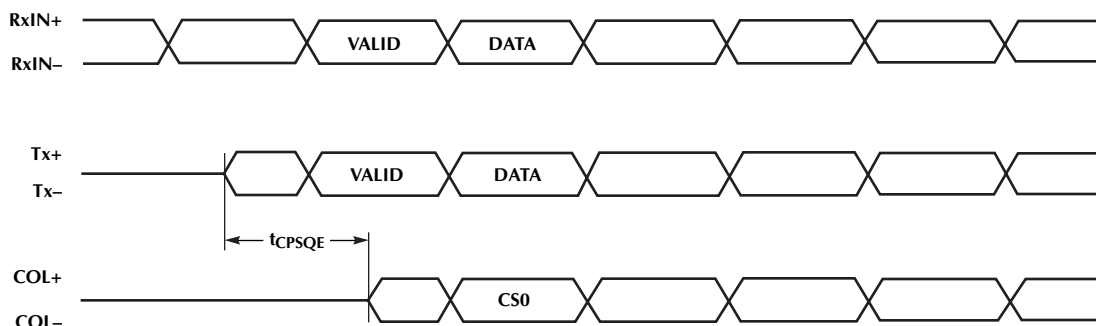 RxIN+
VALID DATA
RxIN–
Tx+
VALID DATA
Tx–
tCPSQE
COL+
CS0
COL–